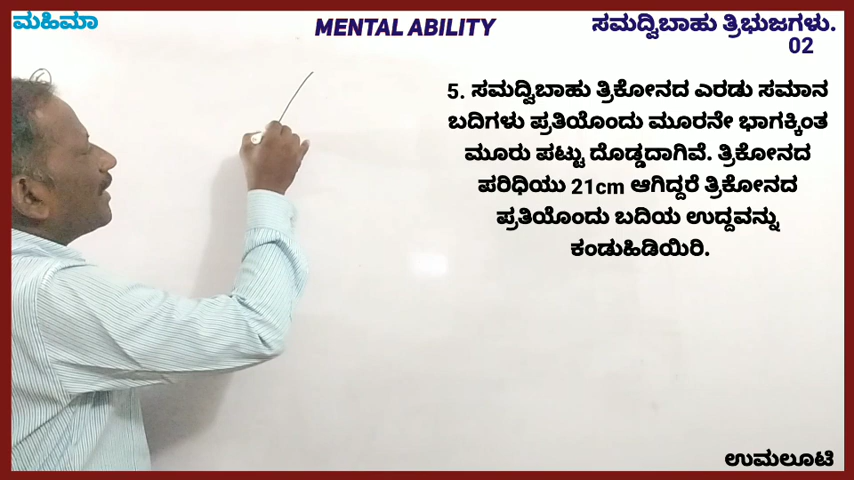 ಮಹಿಮಾ
MENTAL ABILITY
ಸಮದ್ವಿಬಾಹು ತ್ರಿಭುಜಗಳು.
02
5. ಸಮದ್ವಿಬಾಹು ತ್ರಿಕೋನದ ಎರಡು ಸಮಾನ
ಬದಿಗಳು ಪ್ರತಿಯೊಂದು ಮೂರನೇ ಭಾಗಕ್ಕಿಂತ
ಮೂರು ಪಟ್ಟು ದೊಡ್ಡದಾಗಿವೆ. ತ್ರಿಕೋನದ
ಪರಿಧಿಯು 21cm ಆಗಿದ್ದರೆ ತ್ರಿಕೋನದ
ಪ್ರತಿಯೊಂದು ಬದಿಯ ಉದ್ದವನ್ನು
ಕಂಡುಹಿಡಿಯಿರಿ.
ಉಮಲೂಟಿ